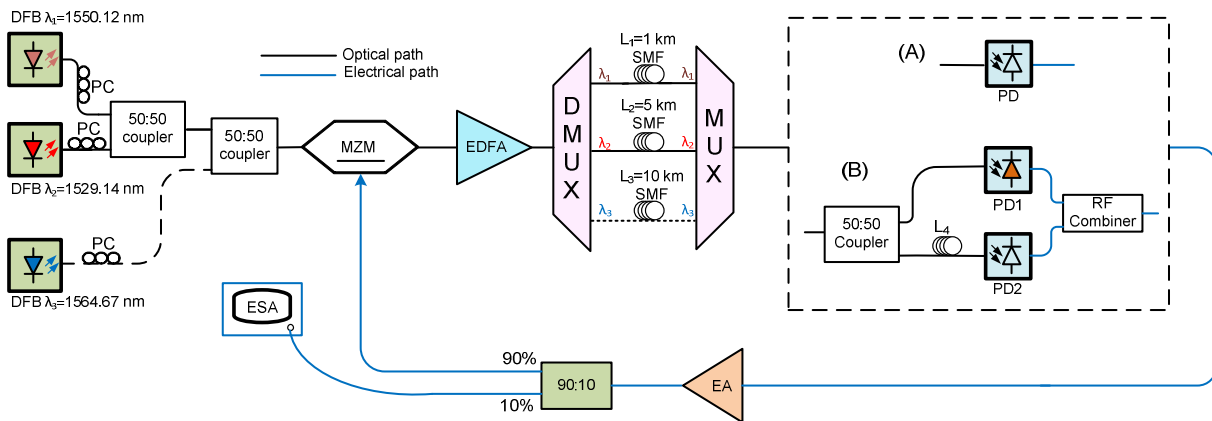 DFB λ₁=1550.12 nm
PC
50:50
coupler
PC
DFB λ₂=1529.14 nm
50:50
coupler
PC
DFB λ₃=1564.67 nm
Optical path
Electrical path
MZM
EDFA
DMUX
L₁=1 km
SMF
λ₁
λ₁
L₂=5 km
SMF
λ₂
λ₂
L₃=10 km
SMF
λ₃
λ₃
MUX
(A)
PD
(B)
50:50
Coupler
L₄
PD1
PD2
RF
Combiner
ESA
90%
10%
90:10
EA